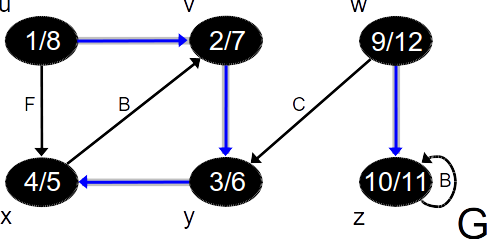 u v w
1/8 2/7 9/12
F B C
4/5 3/6 10/11 B
x y z G